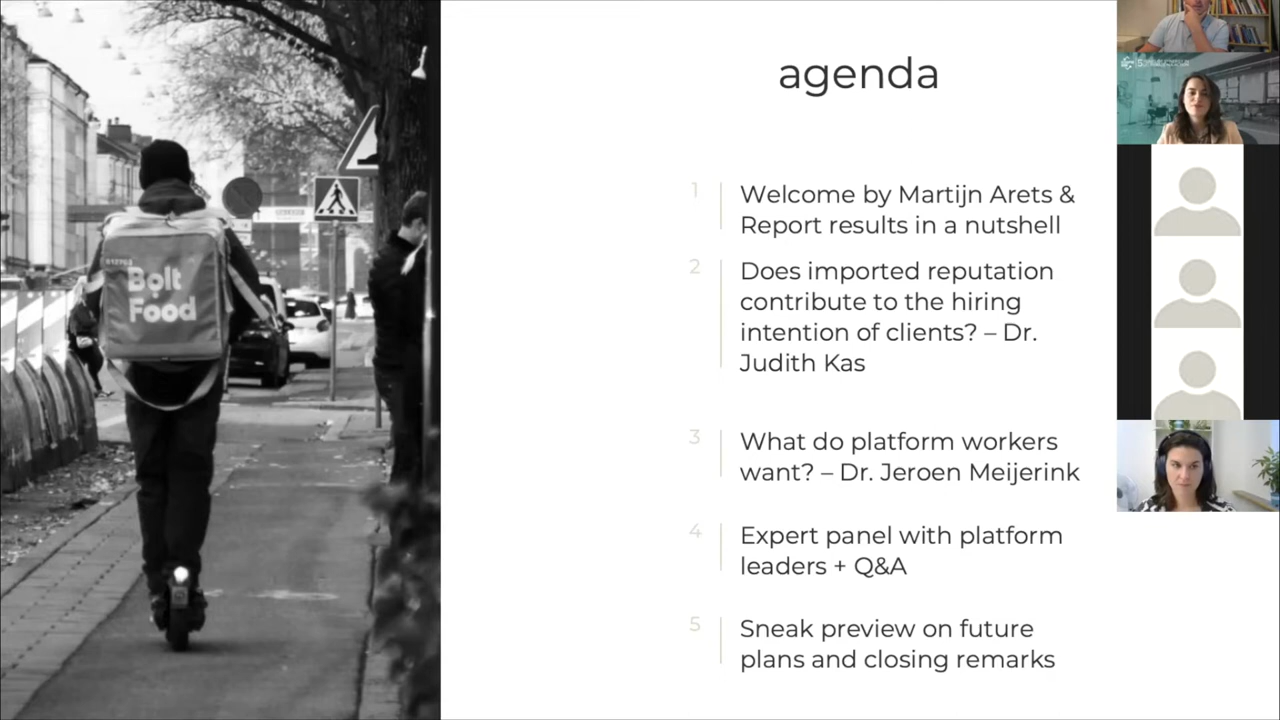 agenda
1
Welcome by Martijn Arets &
Report results in a nutshell
2
Does imported reputation
contribute to the hiring
intention of clients? – Dr.
Judith Kas
3
What do platform workers
want? – Dr. Jeroen Meijerink
4
Expert panel with platform
leaders + Q&A
5
Sneak preview on future
plans and closing remarks
Bolt
Food